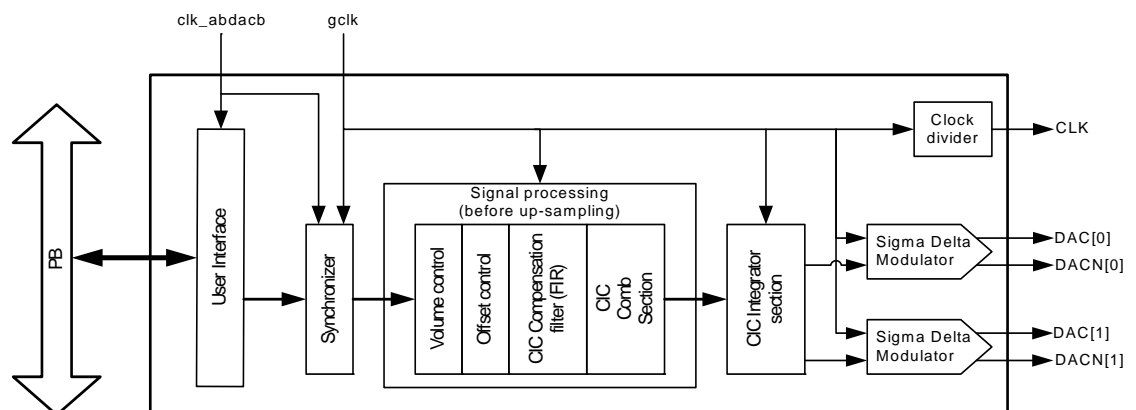 clk_abdacb
gclk
Clock
divider
CLK
Signal processing
(before up-sampling)
PB
User Interface
Synchronizer
Volume control
Offset control
CIC Compensation
filter (FIR)
CIC
Comb
Section
CIC Integrator
section
Sigma Delta
Modulator
DAC[0]
DACN[0]
Sigma Delta
Modulator
DAC[1]
DACN[1]